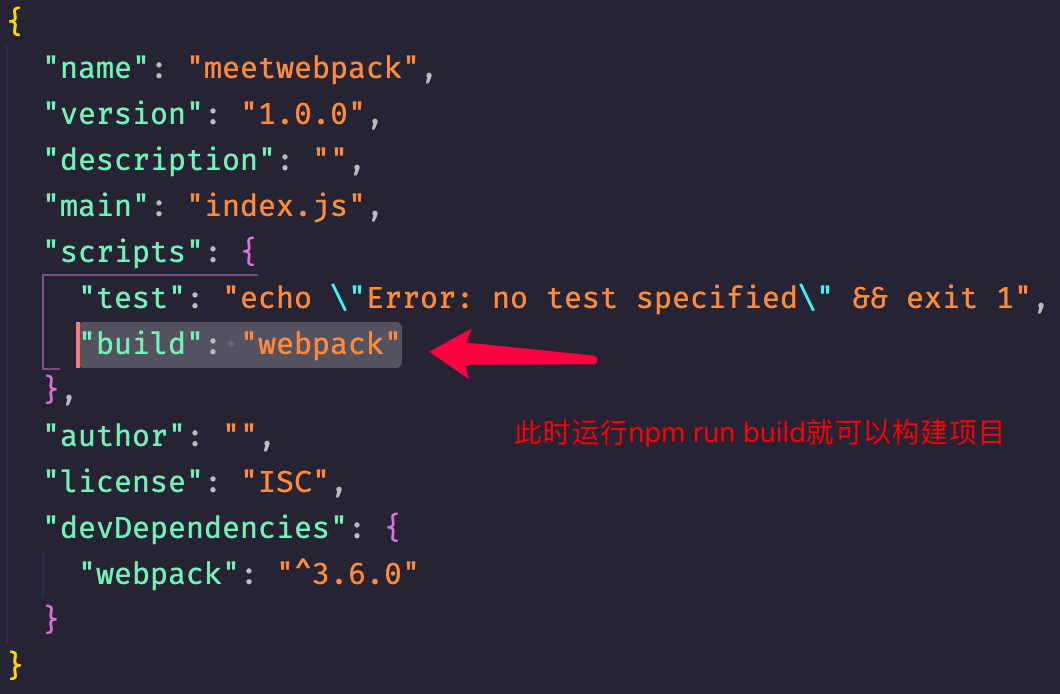 {
"name": "meetwebpack",
"version": "1.0.0",
"description": "",
"main": "index.js",
"scripts": {
"test": "echo \"Error: no test specified\" && exit 1",
"build": "webpack"
},
"author": "",
此时运行npm run build就可以构建项目
"license": "ISC",
"devDependencies": {
"webpack": "^3.6.0"
}
}